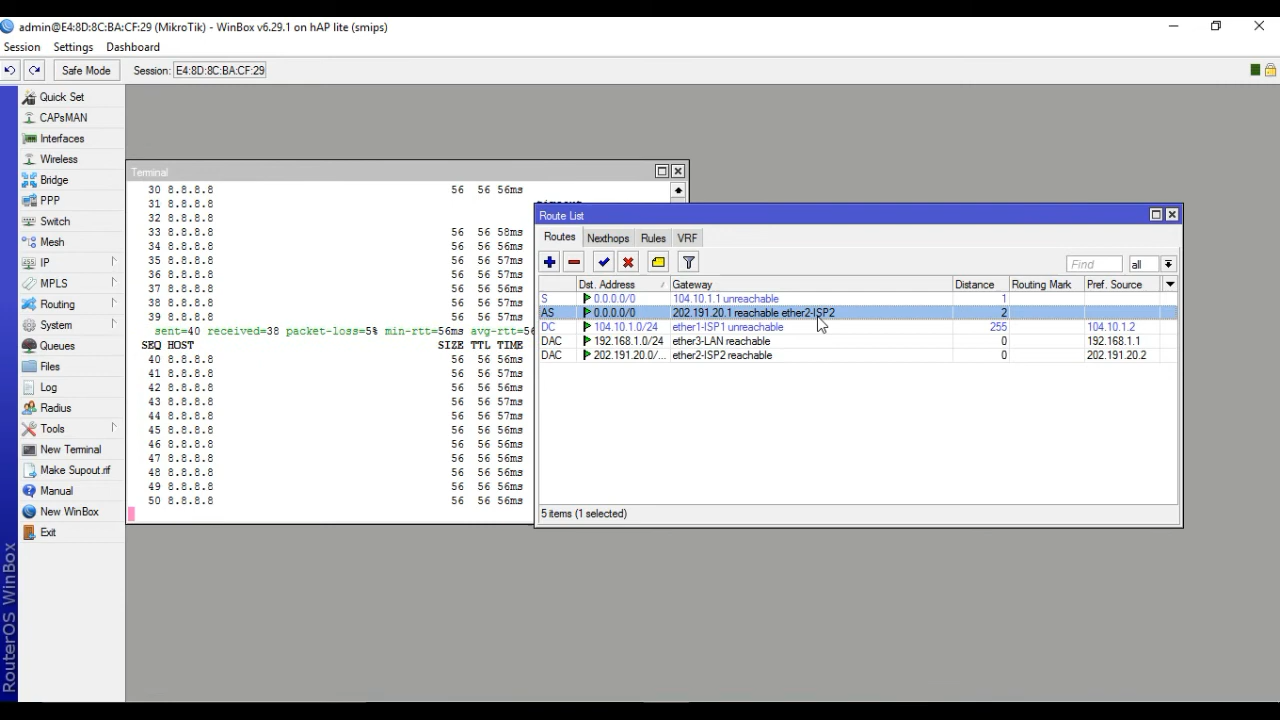 admin@E4:8D:8C:BA:CF:29 (MikroTik) - WinBox v6.29.1 on hAP lite (smips)
Session Settings Dashboard
Safe Mode Session: E4:8D:8C:BA:CF:29
Quick Set
CAPsMAN
Interfaces
Wireless
Bridge
PPP
Switch
Mesh
IP
MPLS
Routing
System
Queues
Files
Log
Radius
Tools
New Terminal
Make Supout.rif
Manual
New WinBox
Exit
RouterOS WinBox
Terminal
30 8.8.8.8 56 56 56ms
31 8.8.8.8
32 8.8.8.8
33 8.8.8.8 56 56 58ms
34 8.8.8.8 56 56 56ms
35 8.8.8.8 56 56 57ms
36 8.8.8.8 56 56 57ms
37 8.8.8.8 56 56 56ms
38 8.8.8.8 56 56 57ms
39 8.8.8.8 56 56 57ms
sent=40 received=38 packet-loss=5% min-rtt=56ms avg-rtt=56
SEQ HOST SIZE TTL TIME
40 8.8.8.8 56 56 56ms
41 8.8.8.8 56 56 57ms
42 8.8.8.8 56 56 56ms
43 8.8.8.8 56 56 57ms
44 8.8.8.8 56 56 57ms
45 8.8.8.8 56 56 56ms
46 8.8.8.8 56 56 56ms
47 8.8.8.8 56 56 56ms
48 8.8.8.8 56 56 56ms
49 8.8.8.8 56 56 56ms
50 8.8.8.8 56 56 56ms
Route List
Routes Nexthops Rules VRF
Find all
Dst. Address Gateway Distance Routing Mark Pref. Source
S 0.0.0.0/0 104.10.1.1 unreachable 1
AS 0.0.0.0/0 202.191.20.1 reachable ether2-ISP2 2
DC 104.10.1.0/24 ether1-ISP1 unreachable 255 104.10.1.2
DAC 192.168.1.0/24 ether3-LAN reachable 0 192.168.1.1
DAC 202.191.20.0/... ether2-ISP2 reachable 0 202.191.20.2
5 items (1 selected)